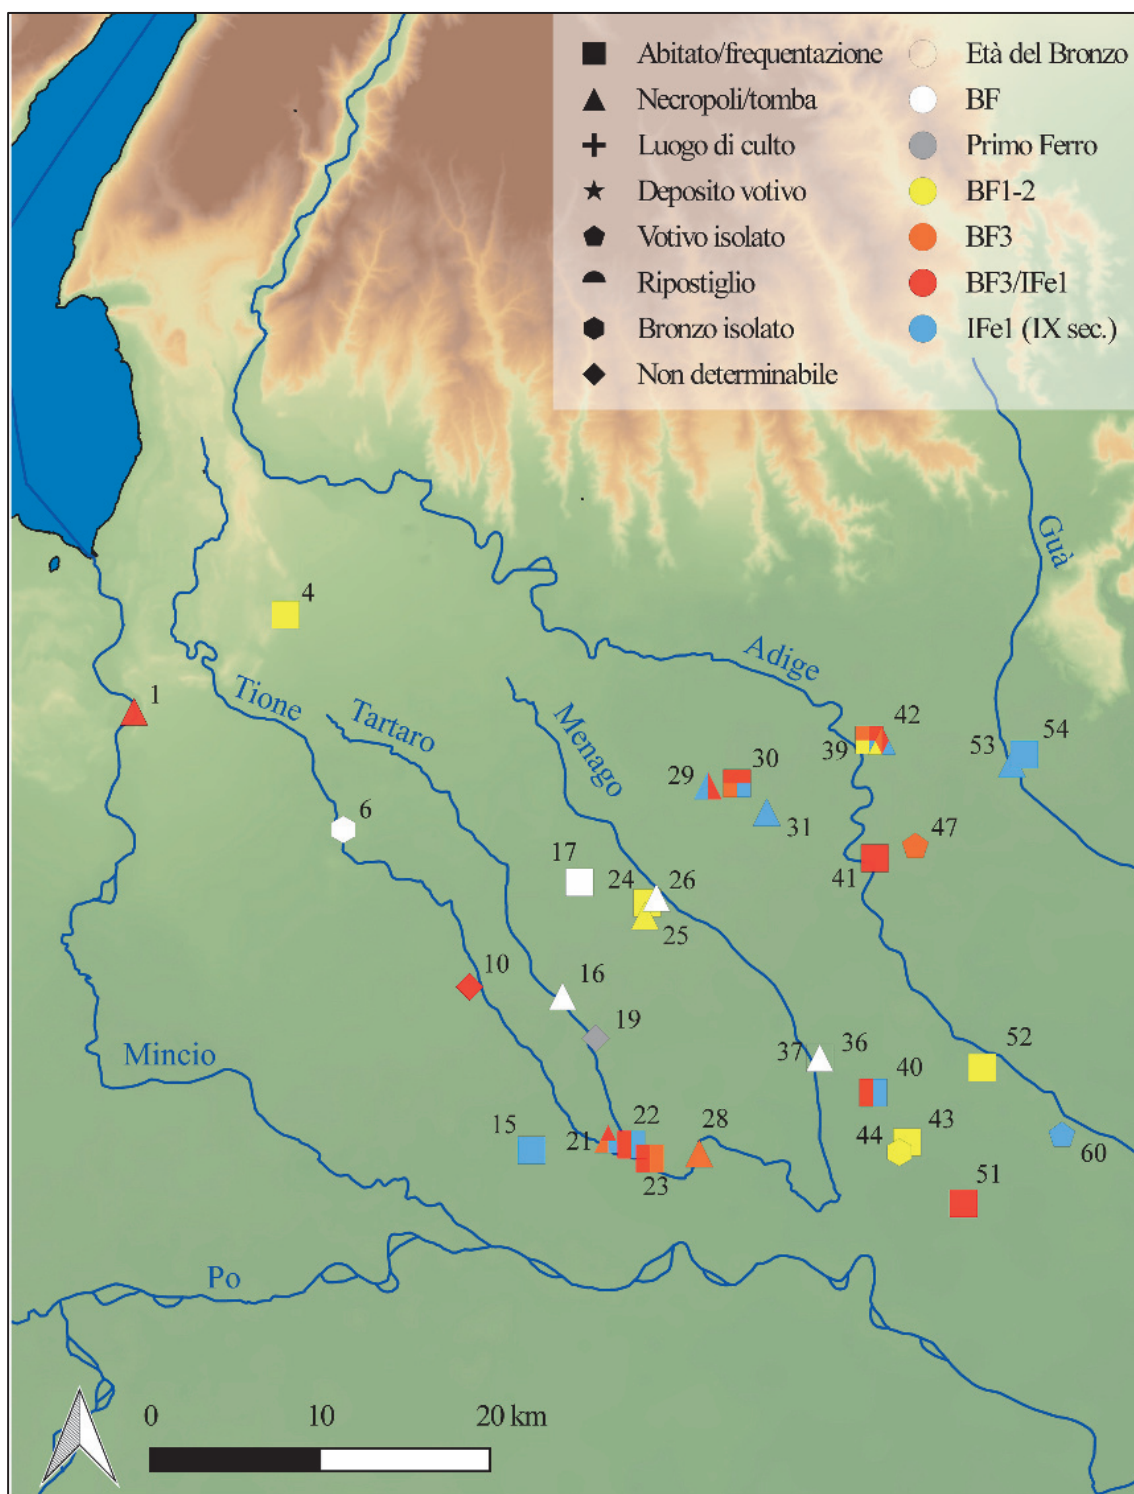 Abitato/frequentazione
Necropoli/tomba
Luogo di culto
Deposito votivo
Votivo isolato
Ripostiglio
Bronzo isolato
Non determinabile
Età del Bronzo
BF
Primo Ferro
BF1-2
BF3
BF3/IFe1
IFe1 (IX sec.)
Guà
4
Adige
1
Tione
Tartaro
Menago
42
39
53
54
29
30
31
6
47
17
24
26
41
25
10
16
19
37
36
52
Mincio
40
15
22
28
44
43
21
60
23
51
Po
0
10
20 km